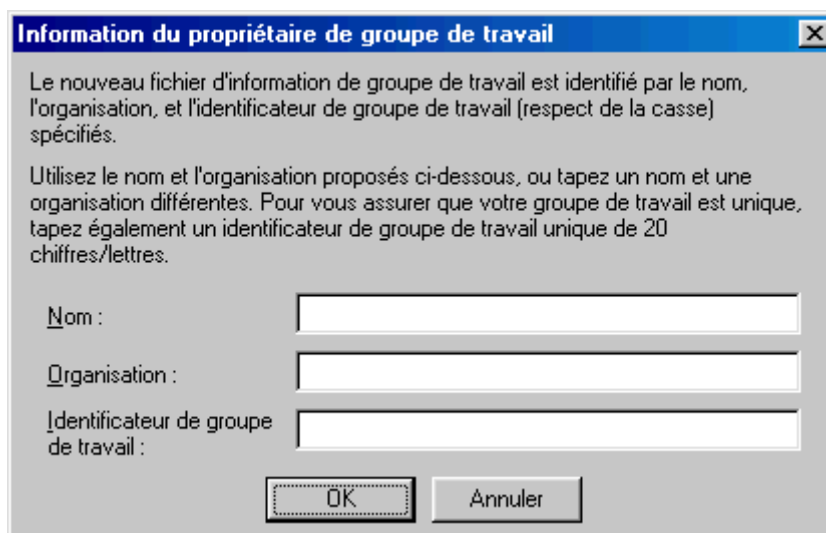 Information du propriétaire de groupe de travail
Le nouveau fichier d'information de groupe de travail est identifié par le nom,
l'organisation, et l'identificateur de groupe de travail (respect de la casse)
spécifiés.
Utilisez le nom et l'organisation proposés ci-dessous, ou tapez un nom et une
organisation différentes. Pour vous assurer que votre groupe de travail est unique,
tapez également un identificateur de groupe de travail unique de 20
chiffres/lettres.
Nom :
Organisation :
Identificateur de groupe
de travail :
OK Annuler